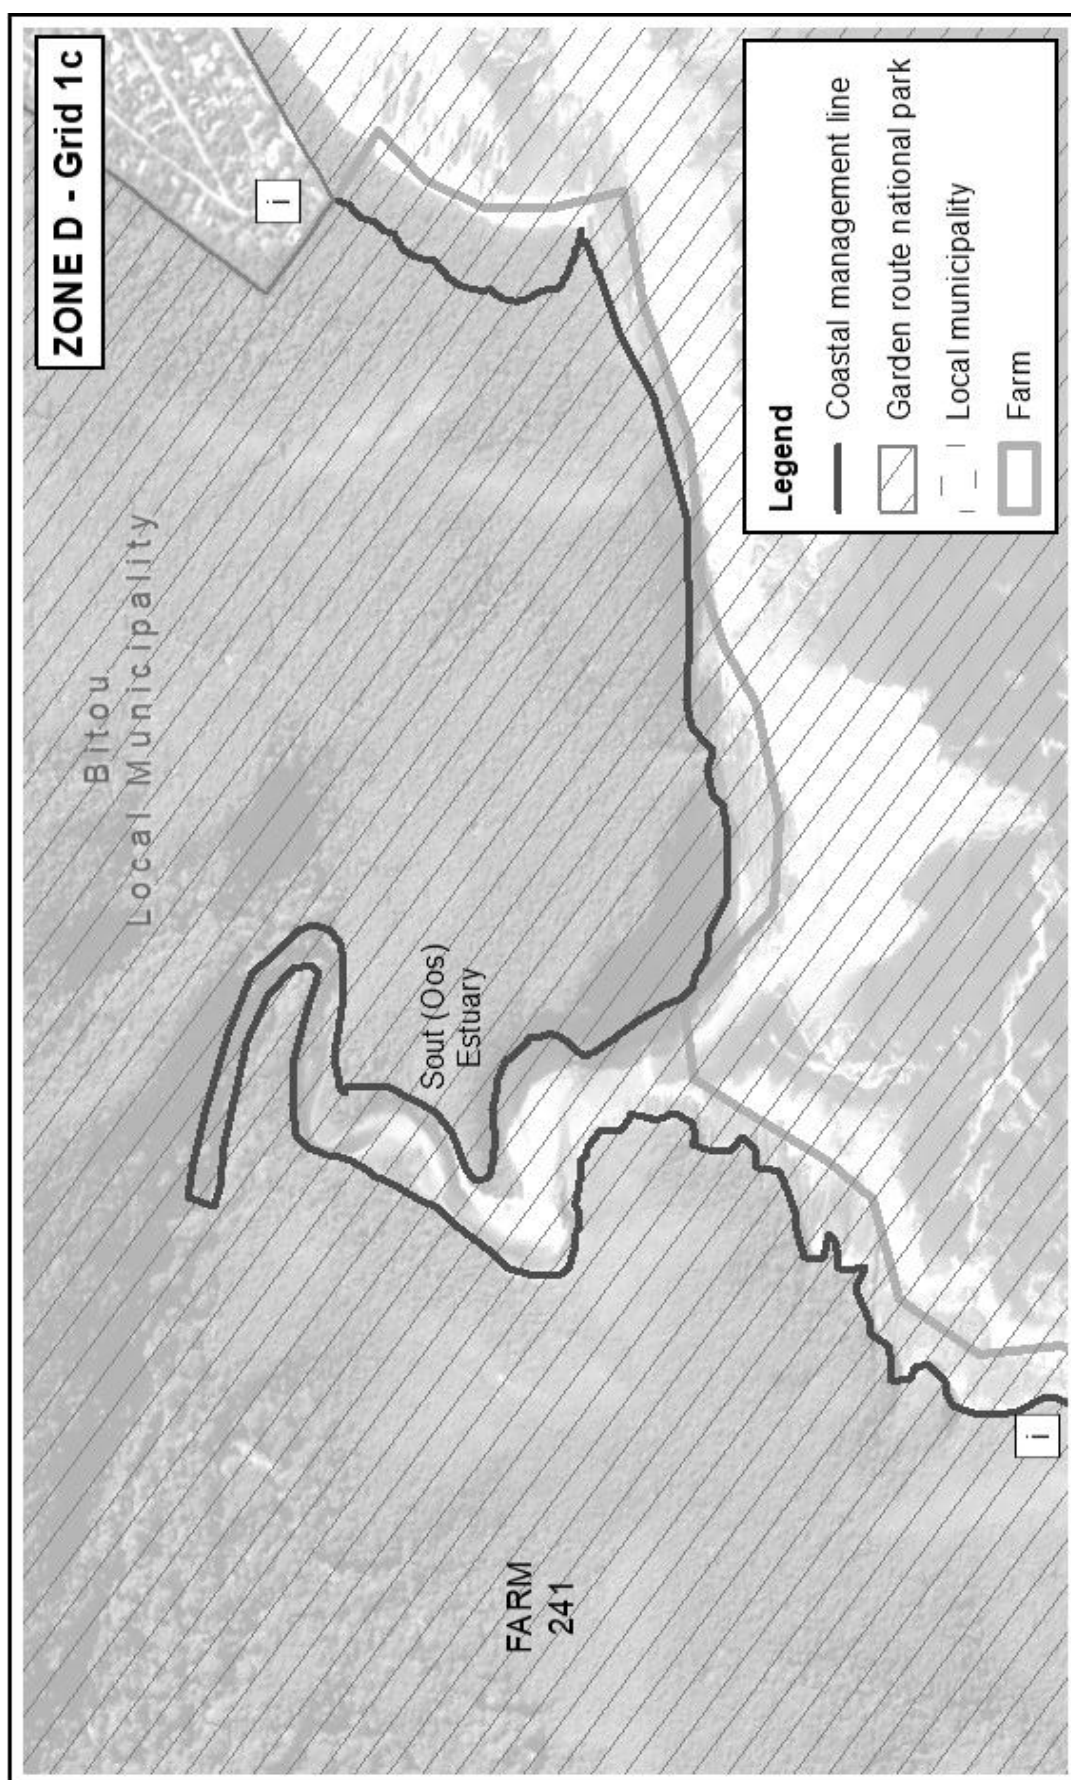 ZONE D - Grid 1c
i
Bitou
Local Municipality
Sout (Oos)
Estuary
FARM
241
i
Legend
Coastal management line
Garden route national park
Local municipality
Farm